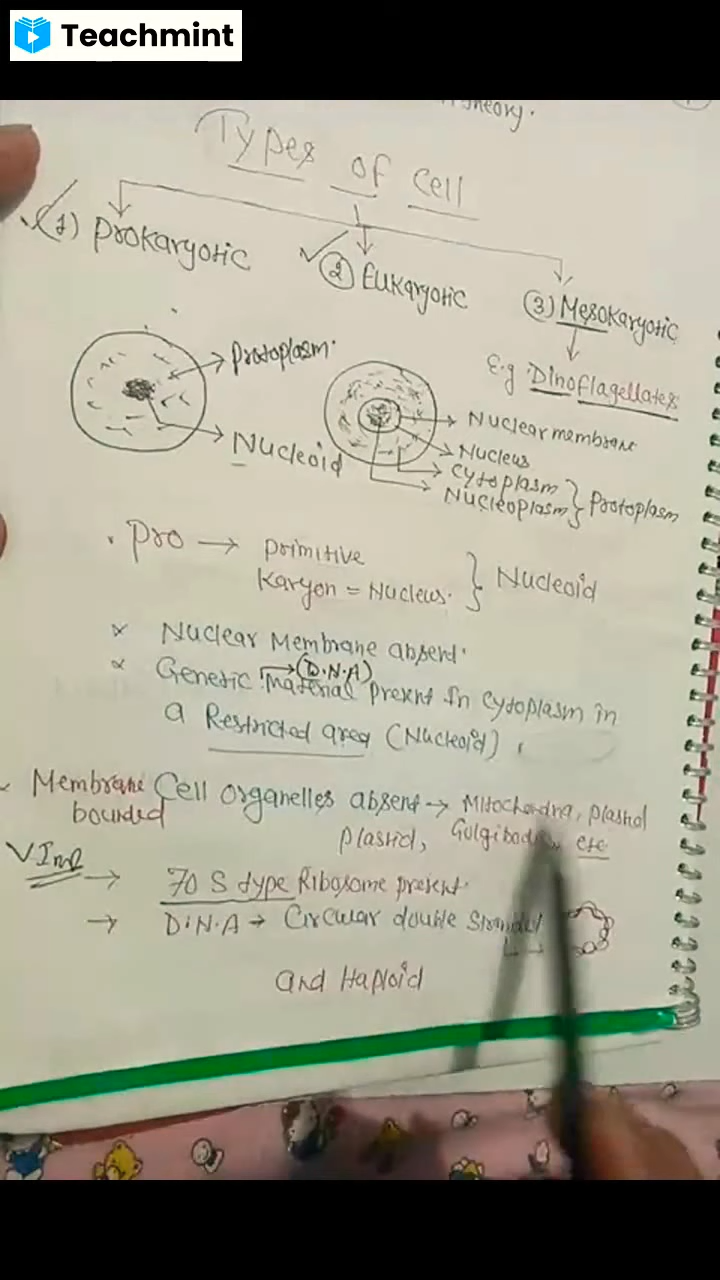 Teachmint
Theory.
Types of Cell
(1) Prokaryotic
(2) Eukaryotic
(3) Mesokaryotic
E.g Dinoflagellates
Protoplasm.
Nucleoid
Nuclear membrane
Nucleus
Cytoplasm
Nucleoplasm } Protoplasm
Pro → Primitive
Karyon = Nucleus. } Nucleoid
Nuclear Membrane absent.
Genetic material (D.N.A) Present In Cytoplasm in
a Restricted area (Nucleoid)
Membrane bounded Cell organelles absent → Mitochondria, Plastid
Plastid, Golgibodies, etc
V Imp
→ 70 S type Ribosome present.
→ D.N.A → Circular double Stranded
and Haploid